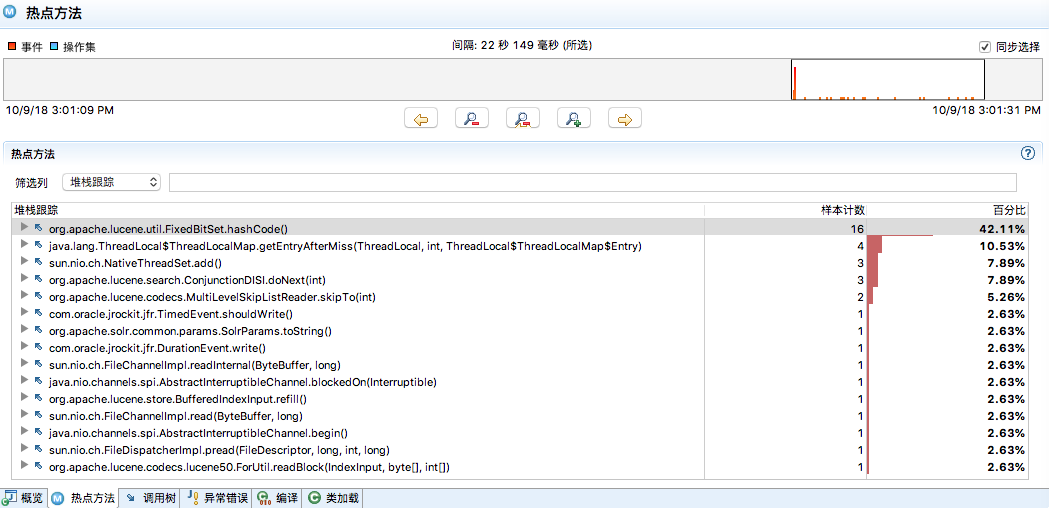 热点方法
事件 操作集 间隔: 22 秒 149 毫秒 (所选) 同步选择
10/9/18 3:01:09 PM 10/9/18 3:01:31 PM
热点方法
筛选列 堆栈跟踪
堆栈跟踪 样本计数 百分比
org.apache.lucene.util.FixedBitSet.hashCode() 16 42.11%
java.lang.ThreadLocal$ThreadLocalMap.getEntryAfterMiss(ThreadLocal, int, ThreadLocal$ThreadLocalMap$Entry) 4 10.53%
sun.nio.ch.NativeThreadSet.add() 3 7.89%
org.apache.lucene.search.ConjunctionDISI.doNext(int) 3 7.89%
org.apache.lucene.codecs.MultiLevelSkipListReader.skipTo(int) 2 5.26%
com.oracle.jrockit.jfr.TimedEvent.shouldWrite() 1 2.63%
org.apache.solr.common.params.SolrParams.toString() 1 2.63%
com.oracle.jrockit.jfr.DurationEvent.write() 1 2.63%
sun.nio.ch.FileChannelImpl.readInternal(ByteBuffer, long) 1 2.63%
java.nio.channels.spi.AbstractInterruptibleChannel.blockedOn(Interruptible) 1 2.63%
org.apache.lucene.store.BufferedIndexInput.refill() 1 2.63%
sun.nio.ch.FileChannelImpl.read(ByteBuffer, long) 1 2.63%
java.nio.channels.spi.AbstractInterruptibleChannel.begin() 1 2.63%
sun.nio.ch.FileDispatcherImpl.pread(FileDescriptor, long, int, long) 1 2.63%
org.apache.lucene.codecs.lucene50.ForUtil.readBlock(IndexInput, byte[], int[]) 1 2.63%
概览 热点方法 调用树 异常错误 编译 类加载